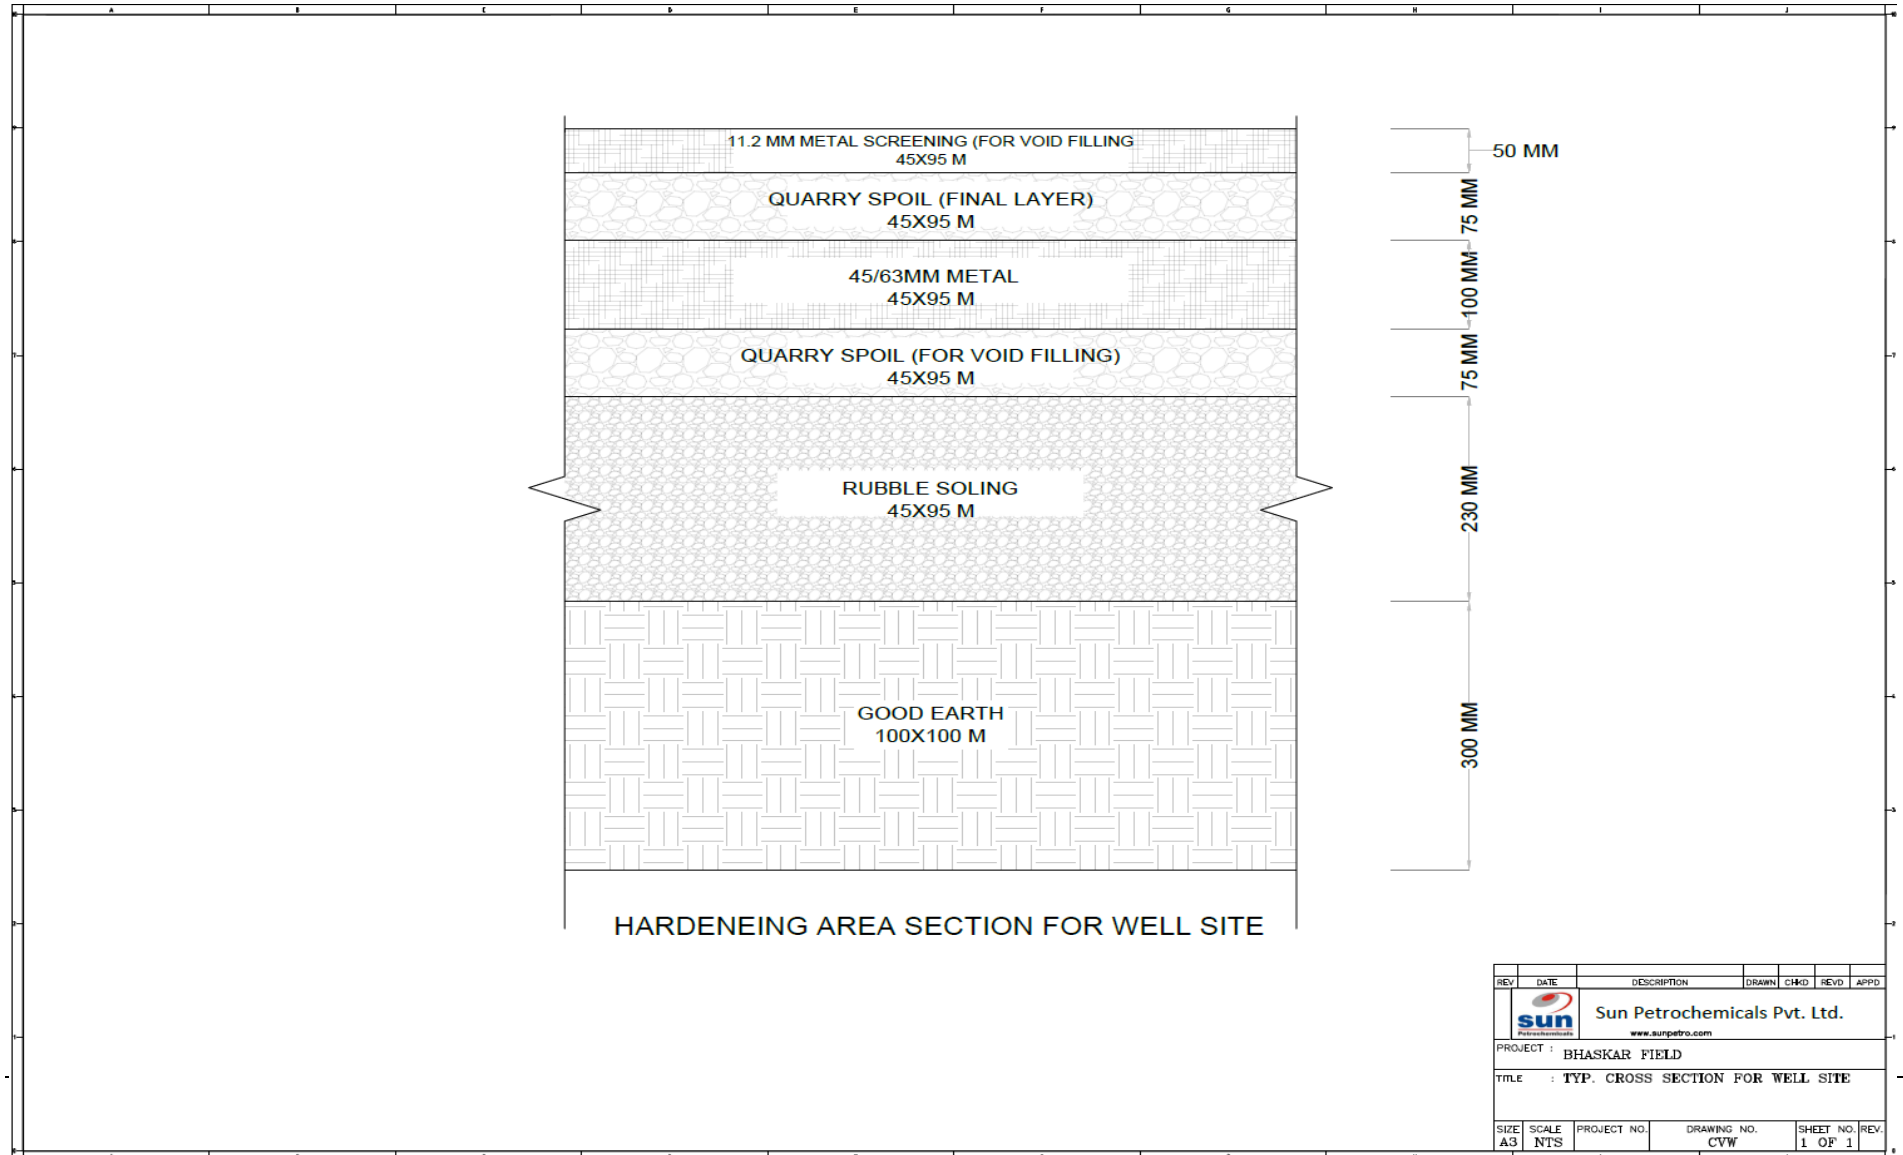 11.2 MM METAL SCREENING (FOR VOID FILLING
45X95 M
50 MM
QUARRY SPOIL (FINAL LAYER)
45X95 M
75 MM
45/63MM METAL
45X95 M
100 MM
QUARRY SPOIL (FOR VOID FILLING)
45X95 M
75 MM
RUBBLE SOLING
45X95 M
230 MM
GOOD EARTH
100X100 M
300 MM
HARDENEING AREA SECTION FOR WELL SITE
REV DATE DESCRIPTION DRAWN CHKD REVD APPD
sun
Petrochemicals
Sun Petrochemicals Pvt. Ltd.
www.sunpetro.com
PROJECT : BHASKAR FIELD
TITLE : TYP. CROSS SECTION FOR WELL SITE
SIZE SCALE PROJECT NO. DRAWING NO. SHEET NO. REV.
A3 NTS CVW 1 OF 1